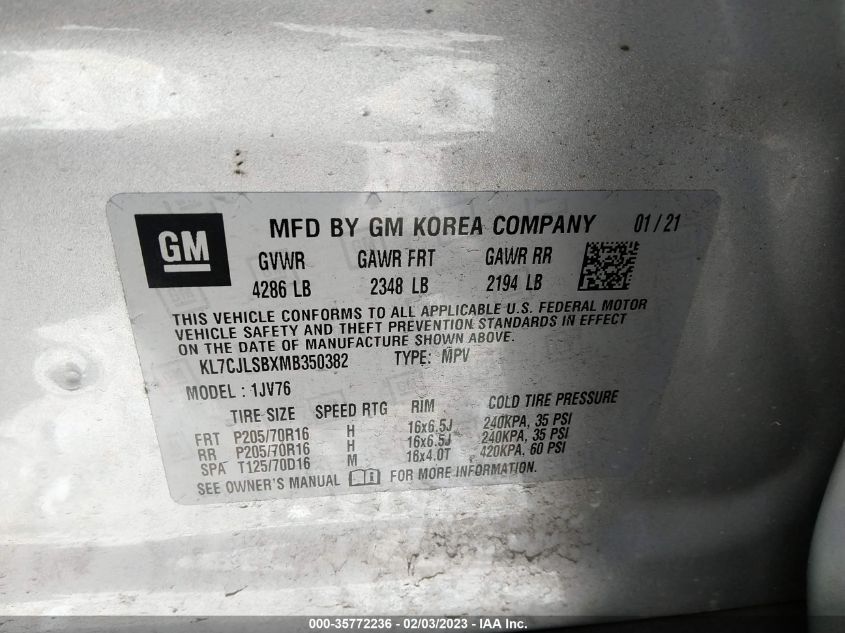 GM
MFD BY GM KOREA COMPANY 01 / 21
GVWR GAWR FRT GAWR RR
4286 LB 2348 LB 2194 LB
THIS VEHICLE CONFORMS TO ALL APPLICABLE U.S. FEDERAL MOTOR
VEHICLE SAFETY AND THEFT PREVENTION STANDARDS IN EFFECT
ON THE DATE OF MANUFACTURE SHOWN ABOVE.
KL7CJLSBXMB350382 TYPE: MPV
MODEL : 1JV76
TIRE SIZE SPEED RTG RIM COLD TIRE PRESSURE
FRT P205/70R16 H 16x6.5J 240KPA, 35 PSI
RR P205/70R16 H 16x6.5J 240KPA, 35 PSI
SPA T125/70D16 M 16x4.0T 420KPA, 60 PSI
SEE OWNER'S MANUAL FOR MORE INFORMATION.
000-35772236 - 02/03/2023 - IAA Inc.